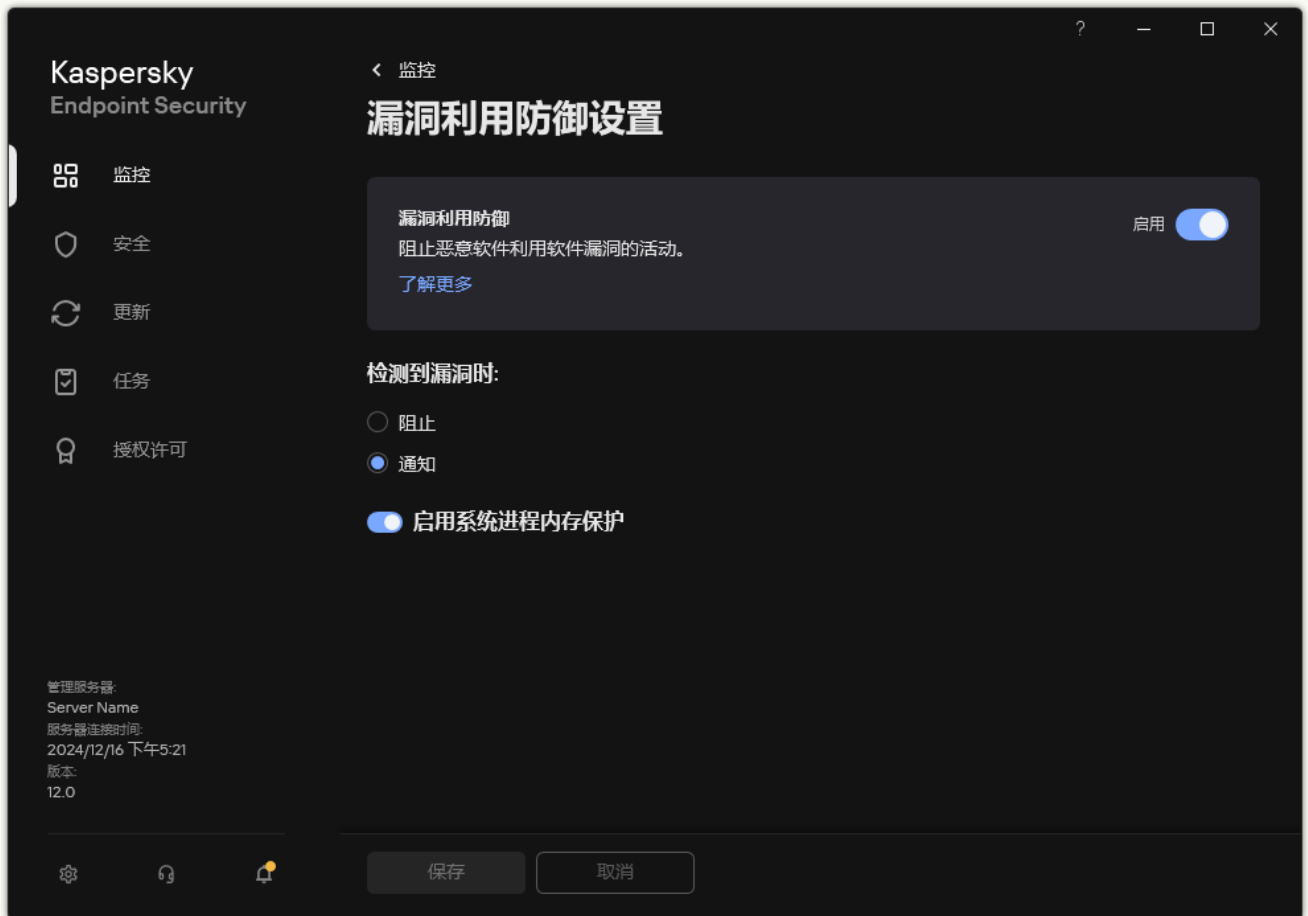 ?
Kaspersky
Endpoint Security
监控
安全
更新
任务
授权许可
管理服务器:
Server Name
服务器连接时间:
2024/12/16 下午5:21
版本:
12.0
监控
漏洞利用防御设置
漏洞利用防御
阻止恶意软件利用软件漏洞的活动。
了解更多
启用
检测到漏洞时:
阻止
通知
启用系统进程内存保护
保存
取消